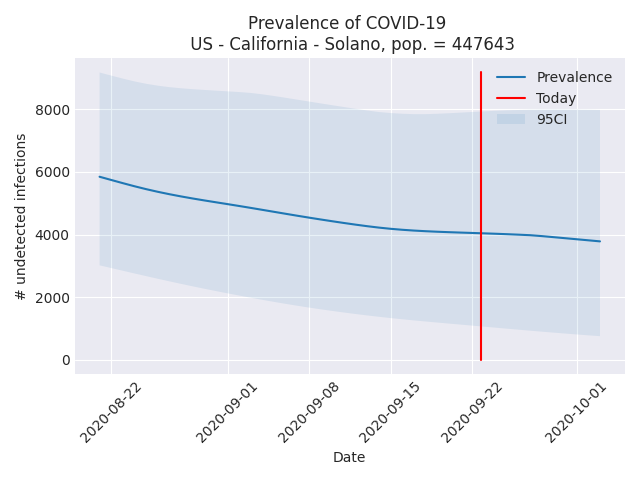 Prevalence of COVID-19
US - California - Solano, pop. = 447643
Prevalence
Today
95CI
# undetected infections
8000
6000
4000
2000
0
2020-08-22
2020-09-01
2020-09-08
2020-09-15
2020-09-22
2020-10-01
Date